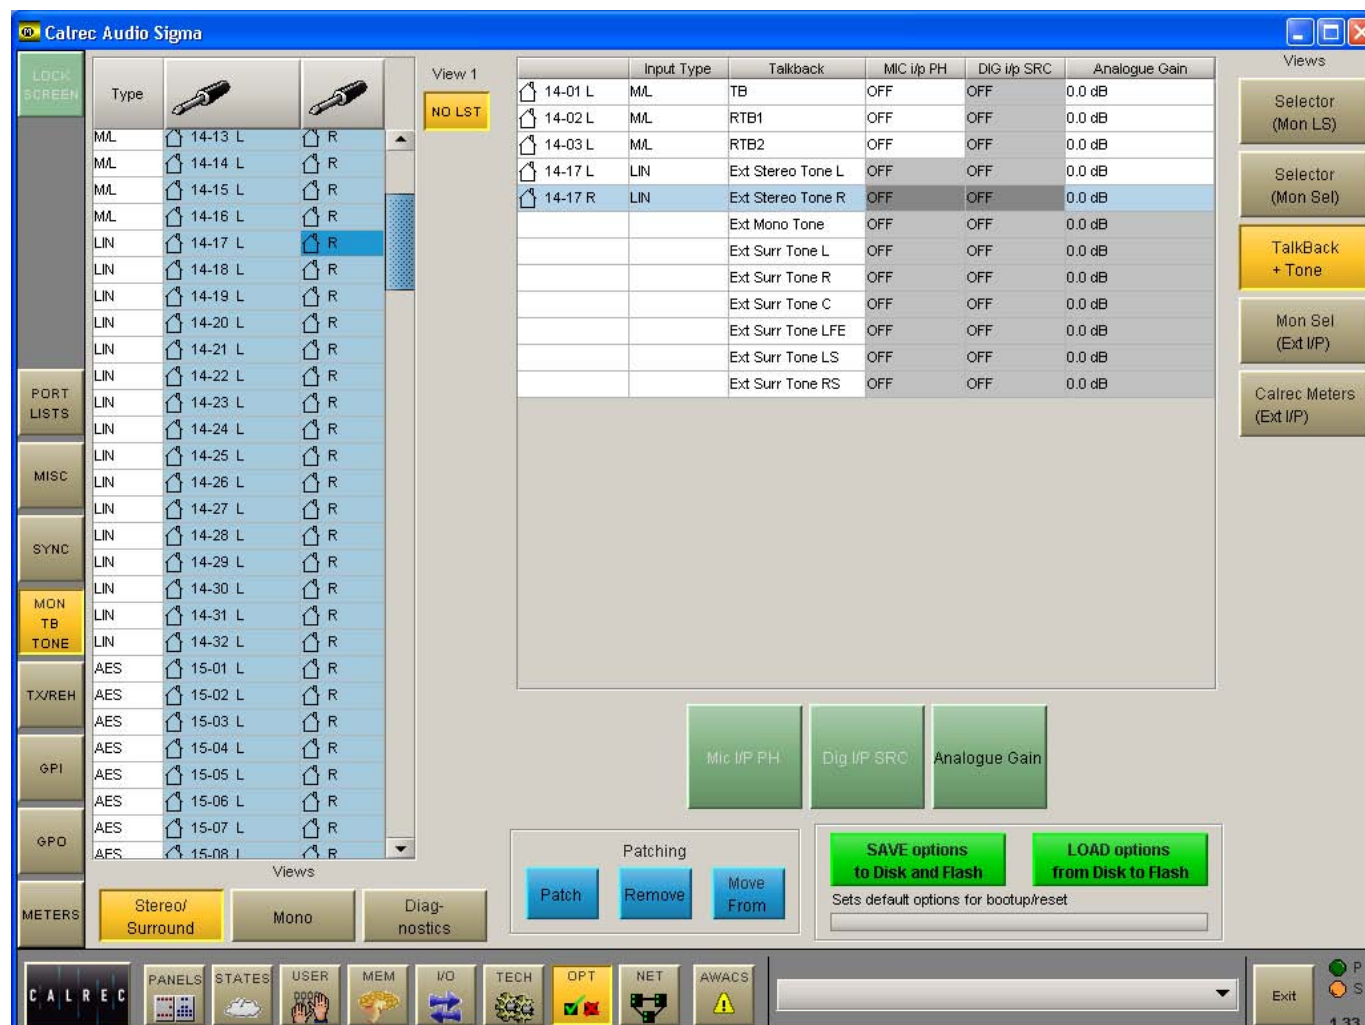 Calrec Audio Sigma
LOCK
SCREEN
PORT
LISTS
MISC
SYNC
MON
TB
TONE
TX/REH
GPI
GPO
METERS
Type
M/L 14-13 L R
M/L 14-14 L R
M/L 14-15 L R
M/L 14-16 L R
LIN 14-17 L R
LIN 14-18 L R
LIN 14-19 L R
LIN 14-20 L R
LIN 14-21 L R
LIN 14-22 L R
LIN 14-23 L R
LIN 14-24 L R
LIN 14-25 L R
LIN 14-26 L R
LIN 14-27 L R
LIN 14-28 L R
LIN 14-29 L R
LIN 14-30 L R
LIN 14-31 L R
LIN 14-32 L R
AES 15-01 L R
AES 15-02 L R
AES 15-03 L R
AES 15-04 L R
AES 15-05 L R
AES 15-06 L R
AES 15-07 L R
AES 15-08 L R
Views
Stereo/
Surround
Mono
Diag-
nostics
View 1
NO LST
Input Type Talkback MIC i/p PH DIG i/p SRC Analogue Gain
14-01 L M/L TB OFF OFF 0.0 dB
14-02 L M/L RTB1 OFF OFF 0.0 dB
14-03 L M/L RTB2 OFF OFF 0.0 dB
14-17 L LIN Ext Stereo Tone L OFF OFF 0.0 dB
14-17 R LIN Ext Stereo Tone R OFF OFF 0.0 dB
Ext Mono Tone OFF OFF 0.0 dB
Ext Surr Tone L OFF OFF 0.0 dB
Ext Surr Tone R OFF OFF 0.0 dB
Ext Surr Tone C OFF OFF 0.0 dB
Ext Surr Tone LFE OFF OFF 0.0 dB
Ext Surr Tone LS OFF OFF 0.0 dB
Ext Surr Tone RS OFF OFF 0.0 dB
Mic I/P PH
Dig I/P SRC
Analogue Gain
Patching
Patch
Remove
Move
From
SAVE options
to Disk and Flash
LOAD options
from Disk to Flash
Sets default options for bootup/reset
Views
Selector
(Mon LS)
Selector
(Mon Sel)
TalkBack
+ Tone
Mon Sel
(Ext I/P)
Calrec Meters
(Ext I/P)
CALREC
PANELS
STATES
USER
MEM
I/O
TECH
OPT
NET
AWACS
Exit
P
S
1.33